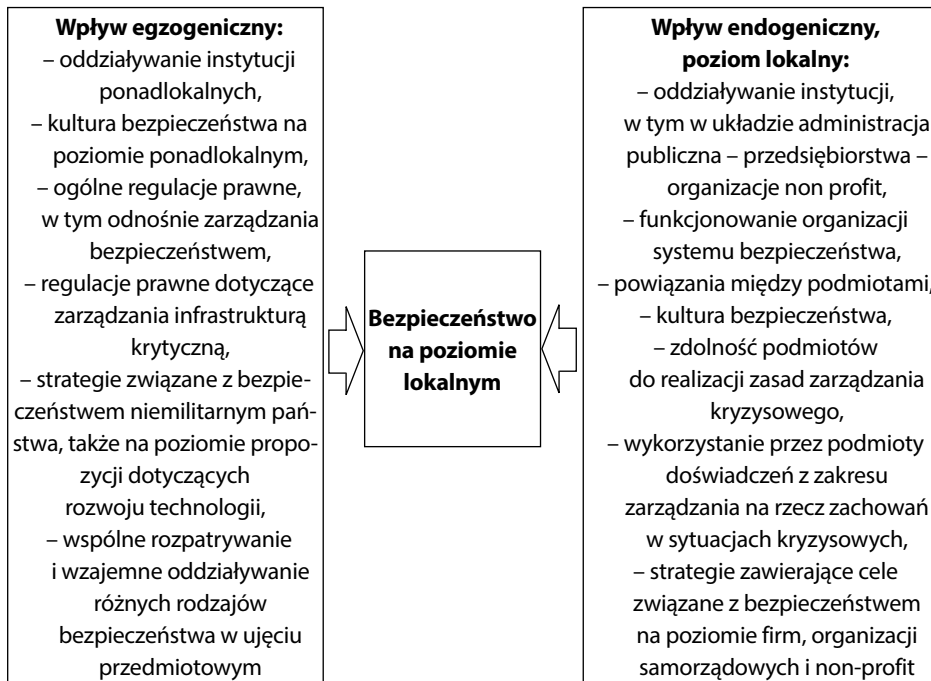 Wpływ egzogeniczny:
– oddziaływanie instytucji
ponadlokalnych,
– kultura bezpieczeństwa na
poziomie ponadlokalnym,
– ogólne regulacje prawne,
w tym odnośnie zarządzania
bezpieczeństwem,
– regulacje prawne dotyczące
zarządzania infrastrukturą
krytyczną,
– strategie związane z bezpie-
czeństwem niemilitarnym pań-
stwa, także na poziomie propo-
zycji dotyczących
rozwoju technologii,
– wspólne rozpatrywanie
i wzajemne oddziaływanie
różnych rodzajów
bezpieczeństwa w ujęciu
przedmiotowym
Bezpieczeństwo
na poziomie
lokalnym
Wpływ endogeniczny,
poziom lokalny:
– oddziaływanie instytucji,
w tym w układzie administracja
publiczna – przedsiębiorstwa –
organizacje non profit,
– funkcjonowanie organizacji
systemu bezpieczeństwa,
– powiązania między podmiotami,
– kultura bezpieczeństwa,
– zdolność podmiotów
do realizacji zasad zarządzania
kryzysowego,
– wykorzystanie przez podmioty
doświadczeń z zakresu
zarządzania na rzecz zachowań
w sytuacjach kryzysowych,
– strategie zawierające cele
związane z bezpieczeństwem
na poziomie firm, organizacji
samorządowych i non-profit